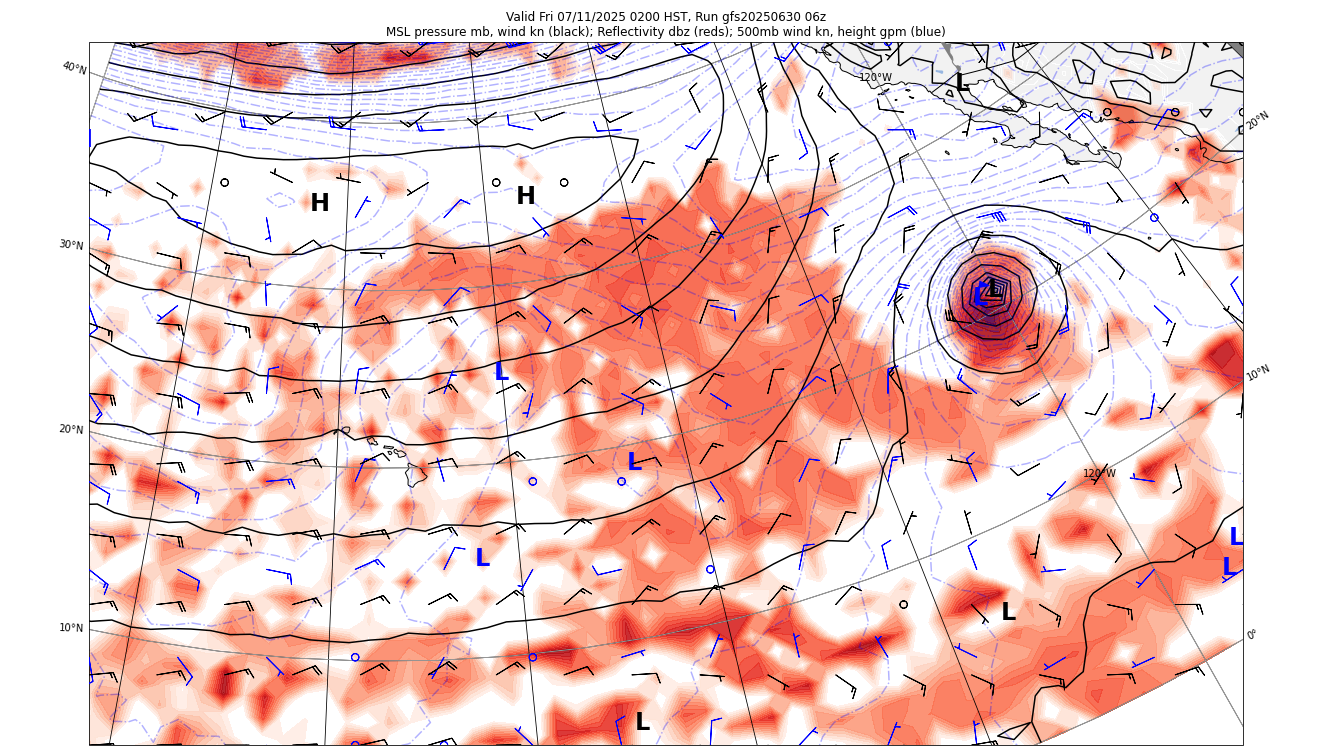 Valid Fri 07/11/2025 0200 HST, Run gfs20250630 06z
MSL pressure mb, wind kn (black); Reflectivity dbz (reds); 500mb wind kn, height gpm (blue)
40°N
120°W
L
20°N
H
H
30°N
L
L
L
10°N
20°N
L
120°W
L
L
L
10°N
L
0°
L